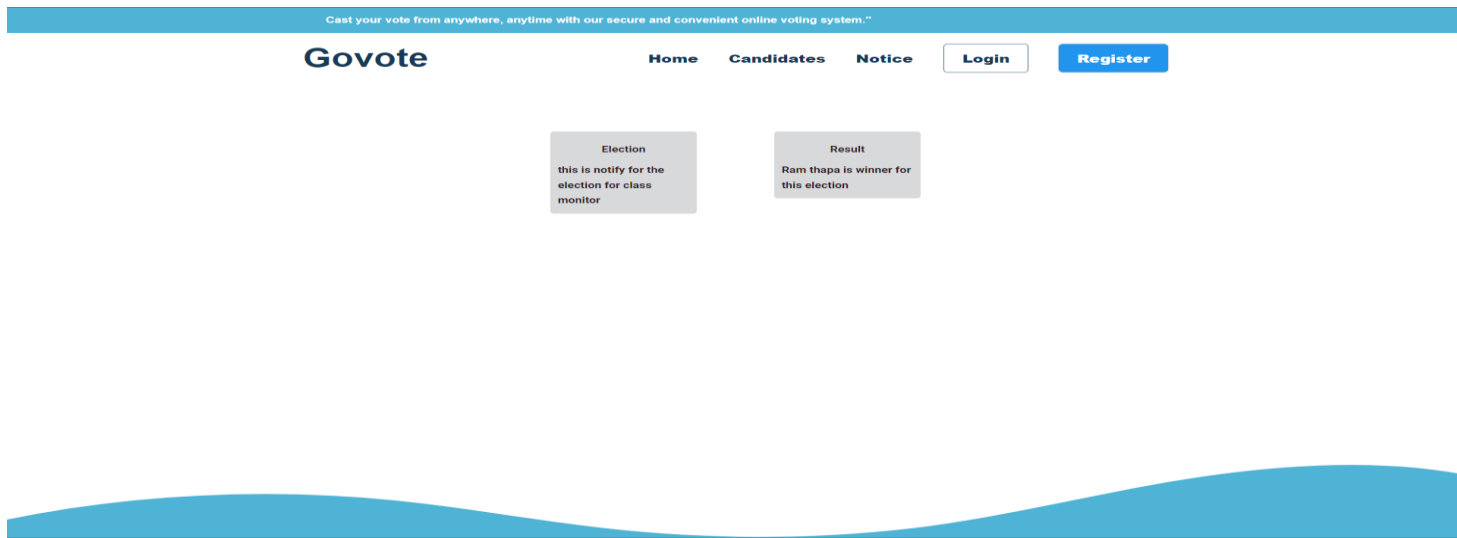 Cast your vote from anywhere, anytime with our secure and convenient online voting system."
Govote
Home
Candidates
Notice
Login
Register
Election
this is notify for the
election for class
monitor
Result
Ram thapa is winner for
this election